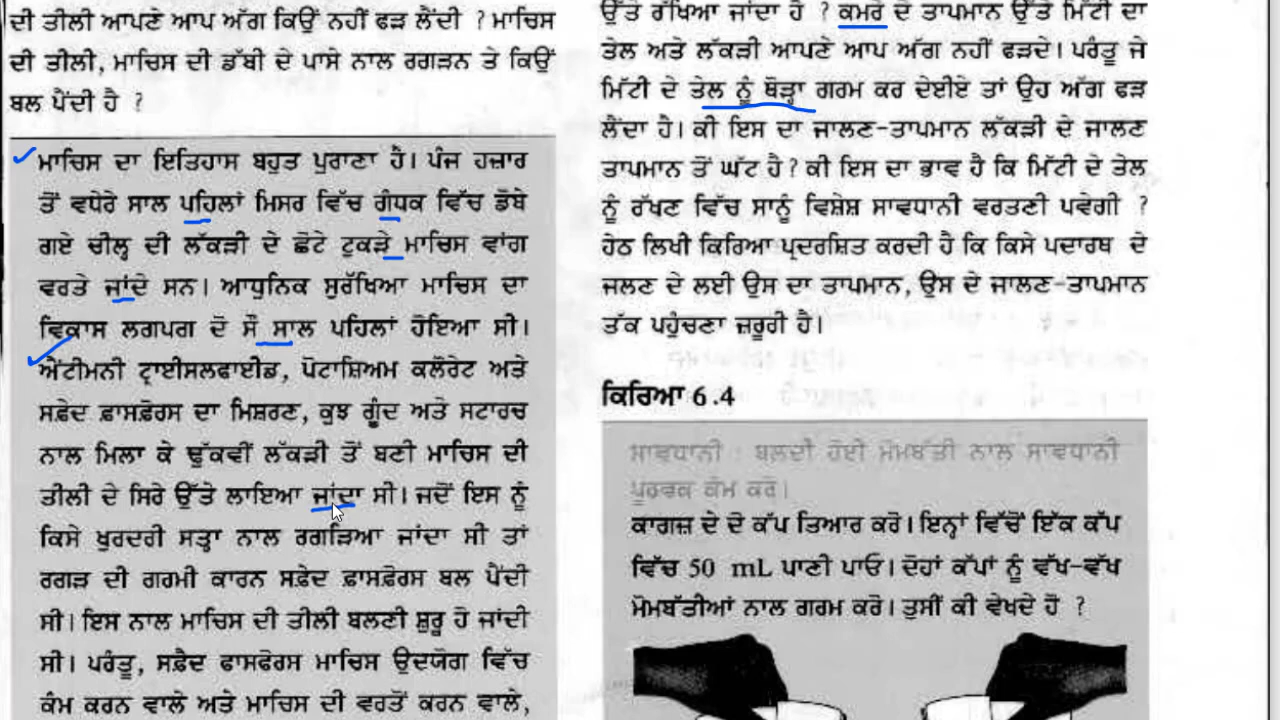 ਦੀ ਤੀਲੀ ਆਪਣੇ ਆਪ ਅੱਗ ਕਿਉਂ ਨਹੀਂ ਫੜ ਲੈਂਦੀ ? ਮਾਚਿਸ
ਦੀ ਤੀਲੀ, ਮਾਚਿਸ ਦੀ ਡੱਬੀ ਦੇ ਪਾਸੇ ਨਾਲ ਰਗੜਨ ਤੇ ਕਿਉਂ
ਬਲ ਪੈਂਦੀ ਹੈ ?
ਮਾਚਿਸ ਦਾ ਇਤਿਹਾਸ ਬਹੁਤ ਪੁਰਾਣਾ ਹੈ। ਪੰਜ ਹਜ਼ਾਰ
ਤੋਂ ਵਧੇਰੇ ਸਾਲ ਪਹਿਲਾਂ ਮਿਸਰ ਵਿੱਚ ਗੰਧਕ ਵਿੱਚ ਡੋਬੇ
ਗਏ ਚੀਲ੍ਹ ਦੀ ਲੱਕੜੀ ਦੇ ਛੋਟੇ ਟੁਕੜੇ ਮਾਚਿਸ ਵਾਂਗ
ਵਰਤੇ ਜਾਂਦੇ ਸਨ। ਆਧੁਨਿਕ ਸੁਰੱਖਿਆ ਮਾਚਿਸ ਦਾ
ਵਿਕਾਸ ਲਗਪਗ ਦੋ ਸੌ ਸਾਲ ਪਹਿਲਾਂ ਹੋਇਆ ਸੀ।
ਐਂਟੀਮਨੀ ਟ੍ਰਾਈਸਲਫਾਈਡ, ਪੋਟਾਸ਼ਿਅਮ ਕਲੋਰੇਟ ਅਤੇ
ਸਫ਼ੇਦ ਫ਼ਾਸਫ਼ੋਰਸ ਦਾ ਮਿਸ਼ਰਣ, ਕੁਝ ਗੂੰਦ ਅਤੇ ਸਟਾਰਚ
ਨਾਲ ਮਿਲਾ ਕੇ ਢੁੱਕਵੀਂ ਲੱਕੜੀ ਤੋਂ ਬਣੀ ਮਾਚਿਸ ਦੀ
ਤੀਲੀ ਦੇ ਸਿਰੇ ਉੱਤੇ ਲਾਇਆ ਜਾਂਦਾ ਸੀ। ਜਦੋਂ ਇਸ ਨੂੰ
ਕਿਸੇ ਖੁਰਦਰੀ ਸਤ੍ਹਾ ਨਾਲ ਰਗੜਿਆ ਜਾਂਦਾ ਸੀ ਤਾਂ
ਰਗੜ ਦੀ ਗਰਮੀ ਕਾਰਨ ਸਫ਼ੇਦ ਫ਼ਾਸਫ਼ੋਰਸ ਬਲ ਪੈਂਦੀ
ਸੀ। ਇਸ ਨਾਲ ਮਾਚਿਸ ਦੀ ਤੀਲੀ ਬਲਣੀ ਸ਼ੁਰੂ ਹੋ ਜਾਂਦੀ
ਸੀ। ਪਰੰਤੂ, ਸਫ਼ੈਦ ਫਾਸਫੋਰਸ ਮਾਚਿਸ ਉਦਯੋਗ ਵਿੱਚ
ਕੰਮ ਕਰਨ ਵਾਲੇ ਅਤੇ ਮਾਚਿਸ ਦੀ ਵਰਤੋਂ ਕਰਨ ਵਾਲੇ,
ਉੱਤੇ ਰੱਖਿਆ ਜਾਂਦਾ ਹੈ ? ਕਮਰੇ ਦੇ ਤਾਪਮਾਨ ਉੱਤੇ ਮਿੱਟੀ ਦਾ
ਤੇਲ ਅਤੇ ਲੱਕੜੀ ਆਪਣੇ ਆਪ ਅੱਗ ਨਹੀਂ ਫੜਦੇ। ਪਰੰਤੂ ਜੇ
ਮਿੱਟੀ ਦੇ ਤੇਲ ਨੂੰ ਥੋੜ੍ਹਾ ਗਰਮ ਕਰ ਦੇਈਏ ਤਾਂ ਉਹ ਅੱਗ ਫੜ
ਲੈਂਦਾ ਹੈ। ਕੀ ਇਸ ਦਾ ਜਾਲਣ-ਤਾਪਮਾਨ ਲੱਕੜੀ ਦੇ ਜਾਲਣ
ਤਾਪਮਾਨ ਤੋਂ ਘੱਟ ਹੈ ? ਕੀ ਇਸ ਦਾ ਭਾਵ ਹੈ ਕਿ ਮਿੱਟੀ ਦੇ ਤੇਲ
ਨੂੰ ਰੱਖਣ ਵਿੱਚ ਸਾਨੂੰ ਵਿਸ਼ੇਸ਼ ਸਾਵਧਾਨੀ ਵਰਤਣੀ ਪਵੇਗੀ ?
ਹੇਠ ਲਿਖੀ ਕਿਰਿਆ ਪ੍ਰਦਰਸ਼ਿਤ ਕਰਦੀ ਹੈ ਕਿ ਕਿਸੇ ਪਦਾਰਥ ਦੇ
ਜਲਣ ਦੇ ਲਈ ਉਸ ਦਾ ਤਾਪਮਾਨ, ਉਸ ਦੇ ਜਾਲਣ-ਤਾਪਮਾਨ
ਤੱਕ ਪਹੁੰਚਣਾ ਜ਼ਰੂਰੀ ਹੈ।
ਕਿਰਿਆ 6.4
ਸਾਵਧਾਨੀ : ਬਲਦੀ ਹੋਈ ਮੋਮਬੱਤੀ ਨਾਲ ਸਾਵਧਾਨੀ
ਪੂਰਵਕ ਕੰਮ ਕਰੋ।
ਕਾਗਜ਼ ਦੇ ਦੋ ਕੱਪ ਤਿਆਰ ਕਰੋ। ਇਨ੍ਹਾਂ ਵਿੱਚੋਂ ਇੱਕ ਕੱਪ
ਵਿੱਚ 50 mL ਪਾਣੀ ਪਾਓ। ਦੋਹਾਂ ਕੱਪਾਂ ਨੂੰ ਵੱਖ-ਵੱਖ
ਮੋਮਬੱਤੀਆਂ ਨਾਲ ਗਰਮ ਕਰੋ। ਤੁਸੀਂ ਕੀ ਵੇਖਦੇ ਹੋ ?